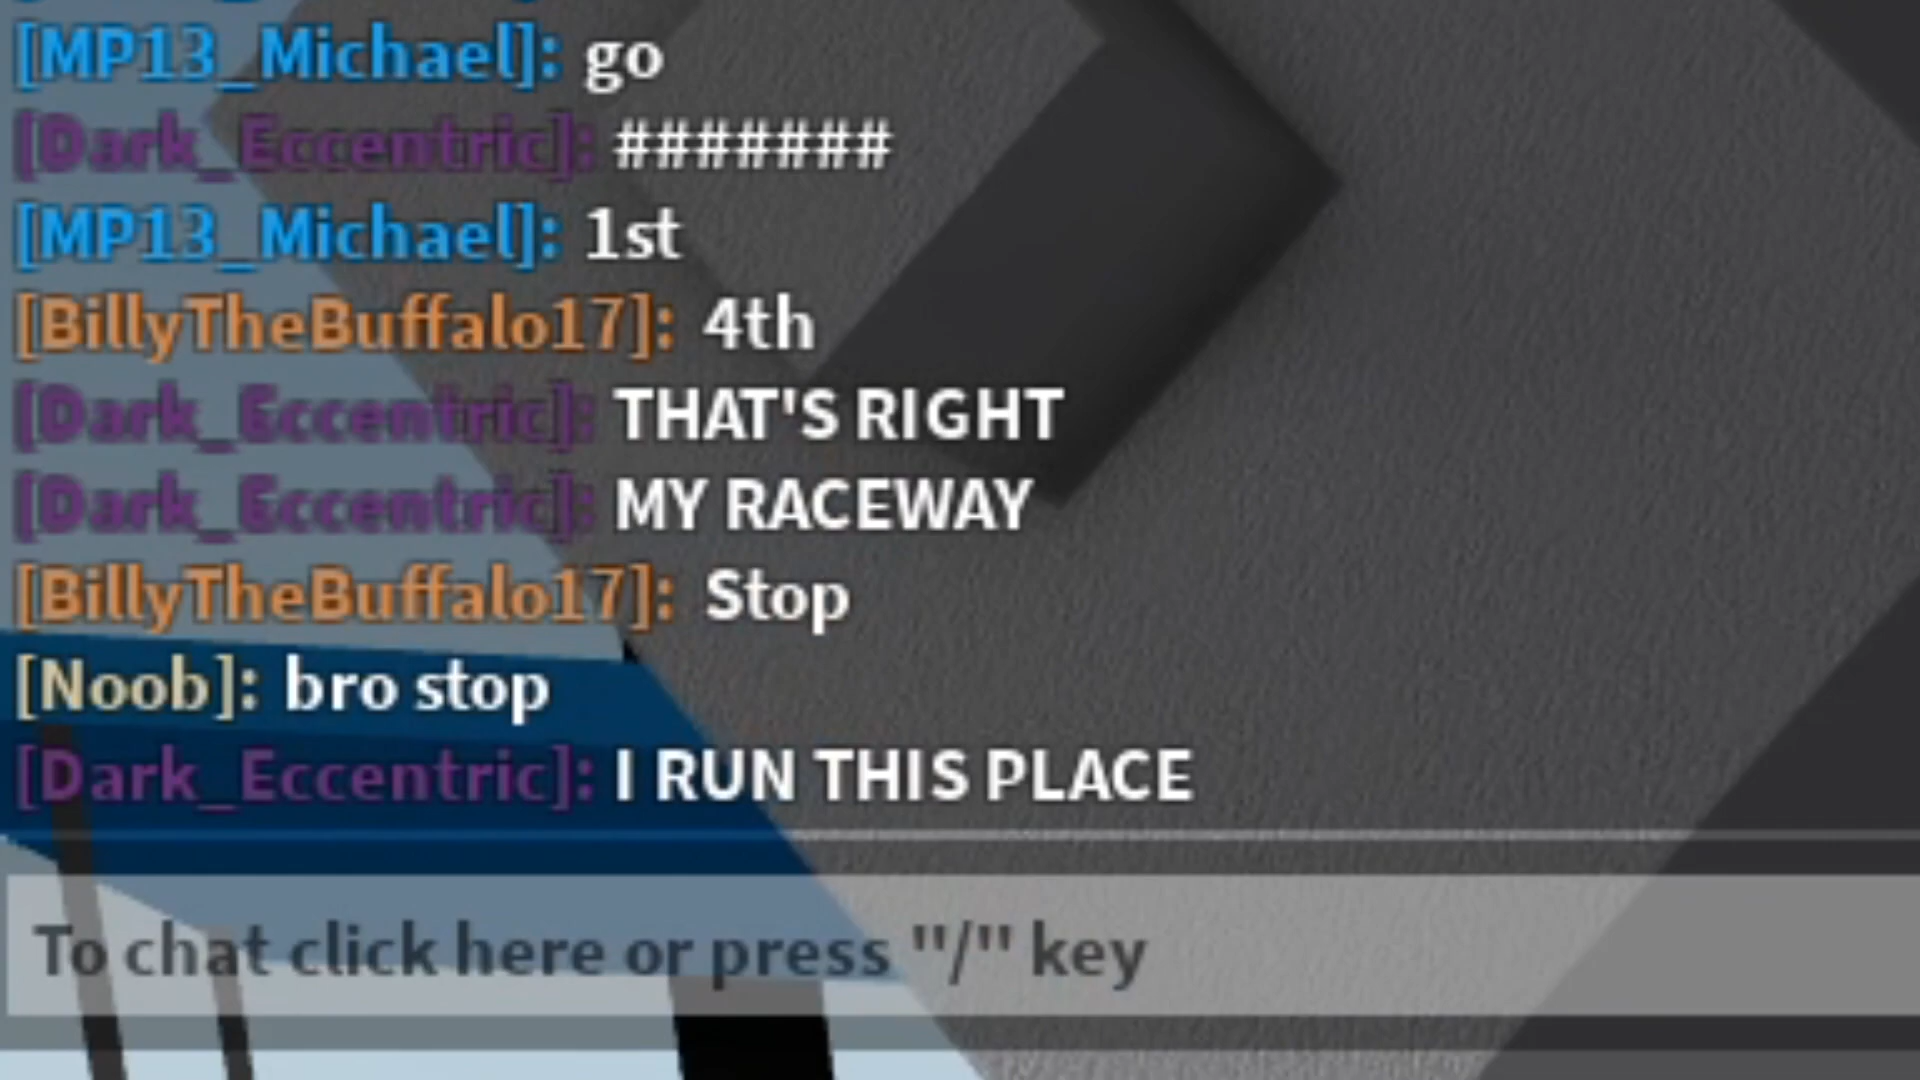 [MP13_Michael]: go
[Dark_Eccentric]: #######
[MP13_Michael]: 1st
[BillyTheBuffalo17]: 4th
[Dark_Eccentric]: THAT'S RIGHT
[Dark_Eccentric]: MY RACEWAY
[BillyTheBuffalo17]: Stop
[Noob]: bro stop
[Dark_Eccentric]: I RUN THIS PLACE
To chat click here or press "/" key